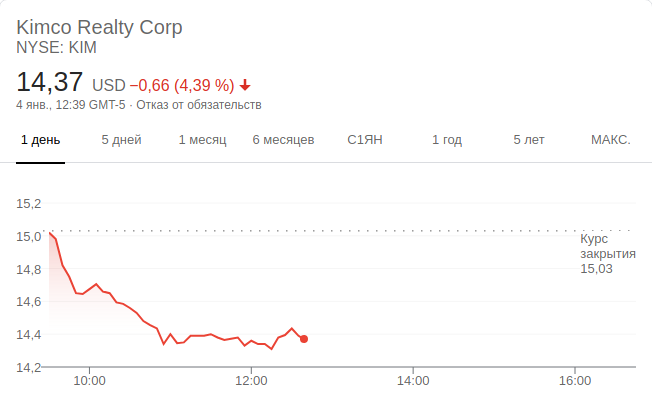 Kimco Realty Corp
NYSE: KIM
14,37 USD −0,66 (4,39 %)
4 янв., 12:39 GMT-5 · Отказ от обязательств
1 день 5 дней 1 месяц 6 месяцев С1ЯН 1 год 5 лет МАКС.
15,2
15,0
14,8
14,6
14,4
14,2
Курс
закрытия
15,03
10:00 12:00 14:00 16:00